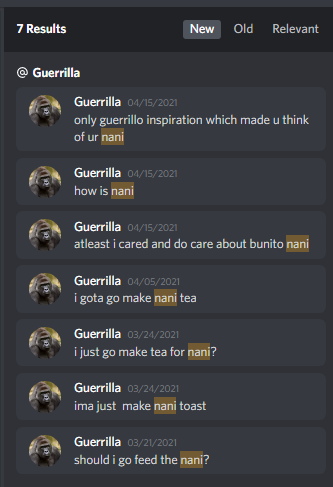 7 Results New Old Relevant
@ Guerrilla
Guerrilla 04/15/2021
only guerrillo inspiration which made u think
of ur nani
Guerrilla 04/15/2021
how is nani
Guerrilla 04/15/2021
atleast i cared and do care about bunito nani
Guerrilla 04/05/2021
i gota go make nani tea
Guerrilla 03/24/2021
i just go make tea for nani?
Guerrilla 03/24/2021
ima just make nani toast
Guerrilla 03/21/2021
should i go feed the nani?